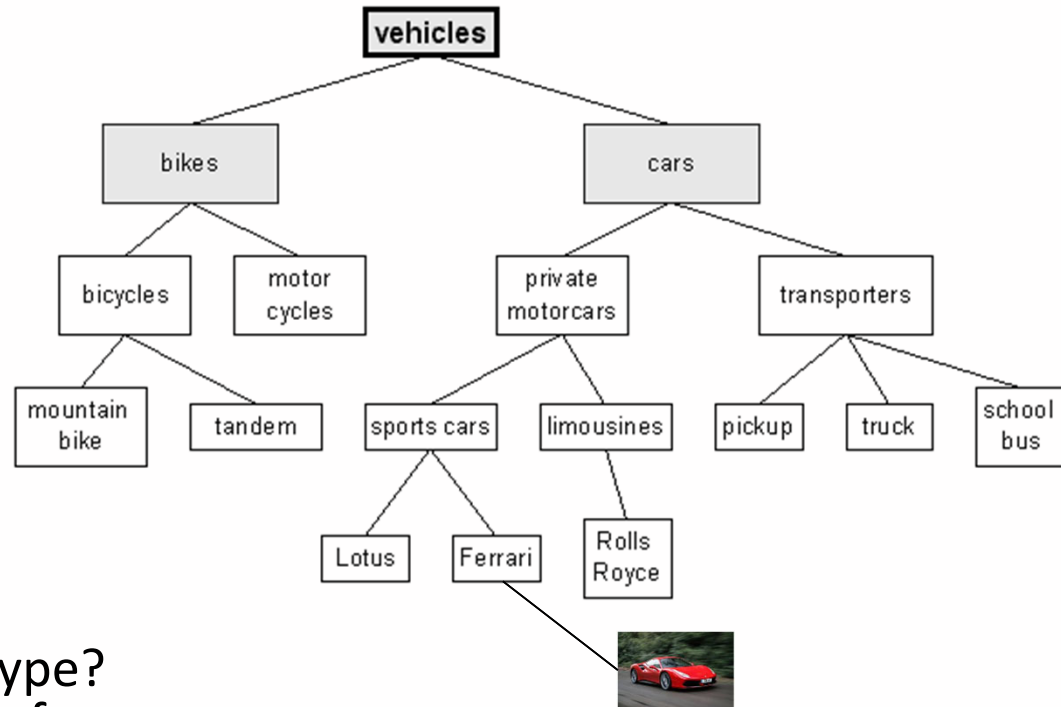 vehicles
bikes
cars
bicycles
motor
cycles
private
motorcars
transporters
mountain
bike
tandem
sports cars
limousines
pickup
truck
school
bus
Lotus
Ferrari
Rolls
Royce
ype?